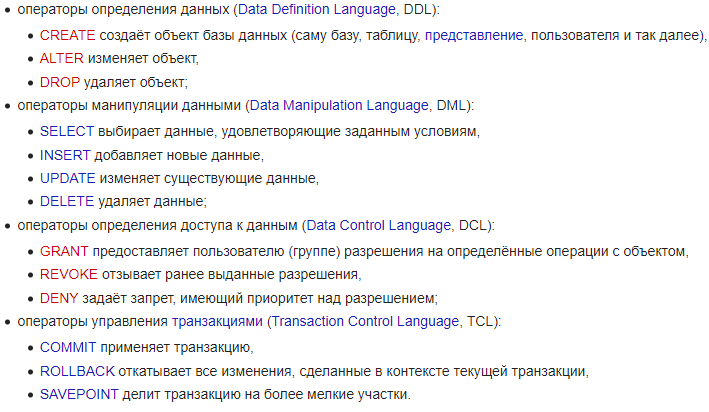 операторы определения данных (Data Definition Language, DDL):
CREATE создаёт объект базы данных (саму базу, таблицу, представление, пользователя и так далее),
ALTER изменяет объект,
DROP удаляет объект;
операторы манипуляции данными (Data Manipulation Language, DML):
SELECT выбирает данные, удовлетворяющие заданным условиям,
INSERT добавляет новые данные,
UPDATE изменяет существующие данные,
DELETE удаляет данные;
операторы определения доступа к данным (Data Control Language, DCL):
GRANT предоставляет пользователю (группе) разрешения на определённые операции с объектом,
REVOKE отзывает ранее выданные разрешения,
DENY задаёт запрет, имеющий приоритет над разрешением;
операторы управления транзакциями (Transaction Control Language, TCL):
COMMIT применяет транзакцию,
ROLLBACK откатывает все изменения, сделанные в контексте текущей транзакции,
SAVEPOINT делит транзакцию на более мелкие участки.